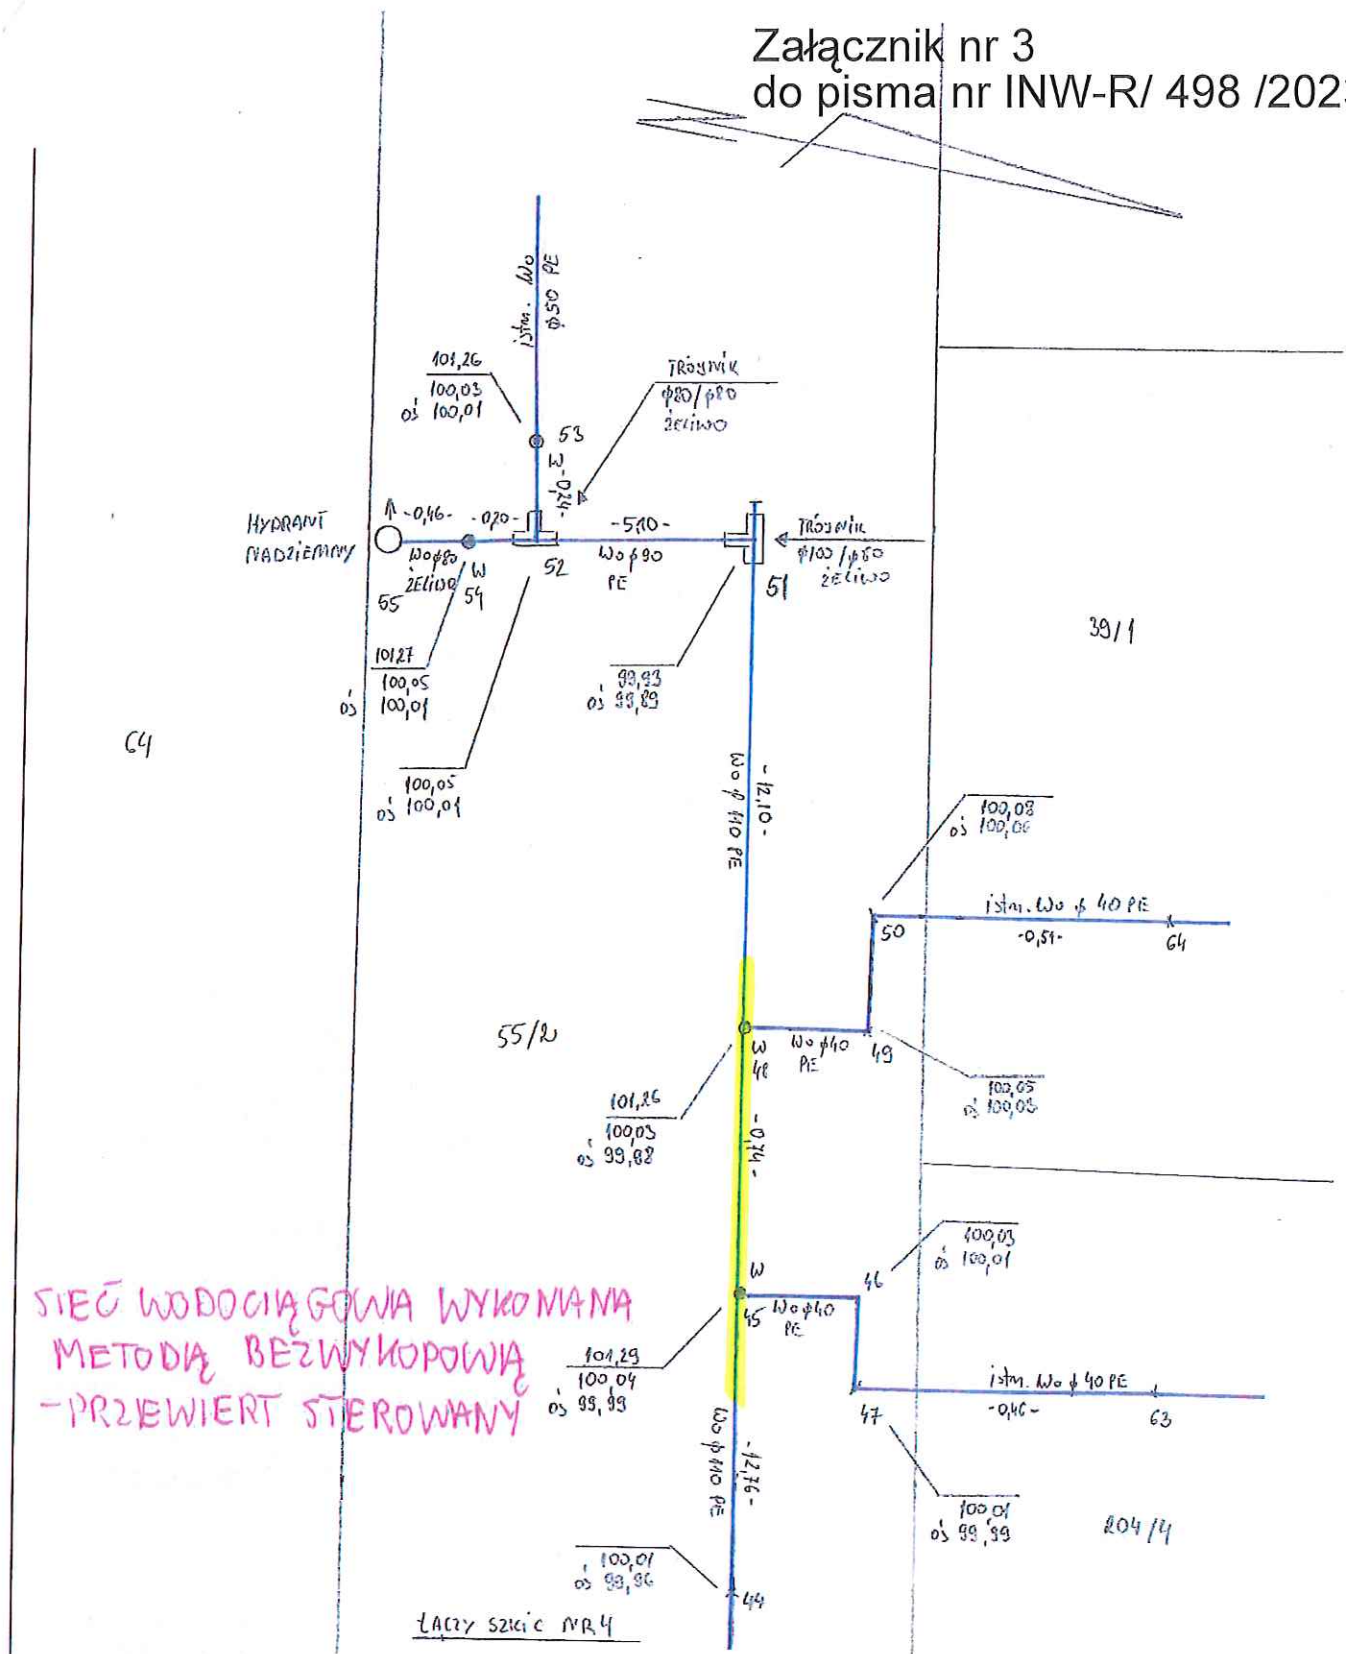 Załącznik nr 3
do pisma nr INW-R/ 498 /2023
istn. Wo
ϕ50 PE
101,26
100,03
oś 100,01
TRÓJNIK
ϕ80/ϕ80
ŻELIWO
53
W
-0,24-
HYDRANT
NADZIEMNY
-0,46-
-0,20-
-5,10-
Wo ϕ80
ŻELIWO
W
54
55
52
Wo ϕ90
PE
TRÓJNIK
ϕ100/ϕ80
ŻELIWO
51
39/1
101,27
100,05
oś 100,01
99,93
oś 99,89
64
100,05
oś 100,01
-12,10-
Wo ϕ 110 PE
100,08
oś 100,06
istn. Wo ϕ 40 PE
50
-0,51-
64
55/2
W
48
Wo ϕ40
PE
49
101,26
100,03
oś 99,98
100,05
oś 100,03
-0,74-
100,03
oś 100,01
W
46
45
Wo ϕ40
PE
SIEĆ WODOCIĄGOWA WYKONANA
METODĄ BEZWYKOPOWĄ
-PRZEWIERT STEROWANY
101,29
100,04
oś 99,99
istn. Wo ϕ 40 PE
-0,46-
47
63
-12,76-
Wo ϕ 110 PE
100,01
oś 99,99
204/4
100,01
oś 99,96
44
ŁĄCZY SZKIC NR 4